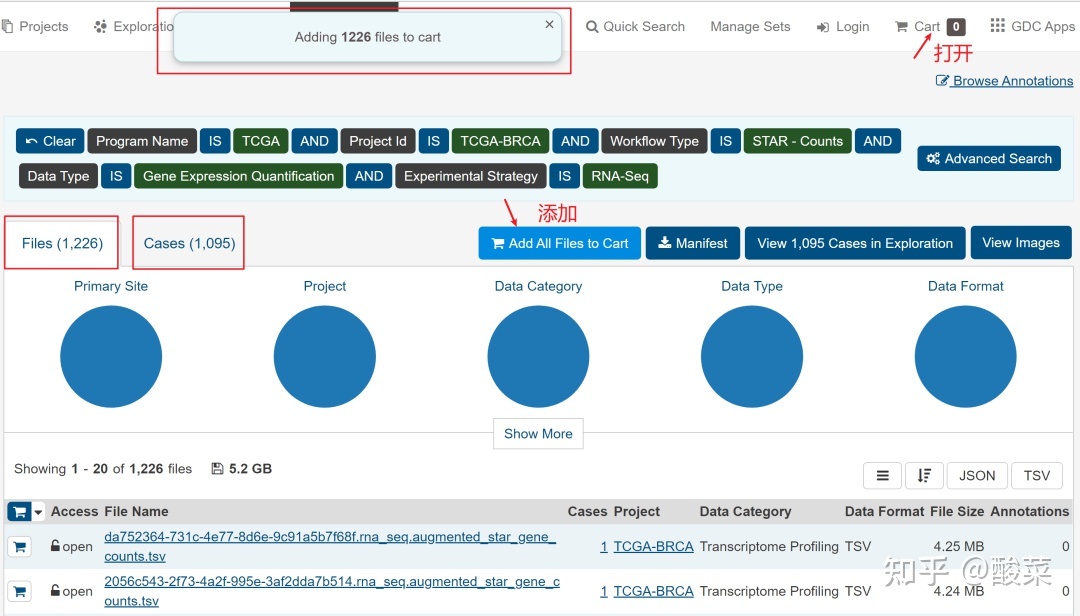 Projects Exploratio Adding 1226 files to cart × Quick Search Manage Sets Login Cart 0 GDC Apps
打开
Browse Annotations
Clear Program Name IS TCGA AND Project Id IS TCGA-BRCA AND Workflow Type IS STAR - Counts AND
Advanced Search
Data Type IS Gene Expression Quantification AND Experimental Strategy IS RNA-Seq
添加
Files (1,226) Cases (1,095) Add All Files to Cart Manifest View 1,095 Cases in Exploration View Images
Primary Site Project Data Category Data Type Data Format
Show More
Showing 1 - 20 of 1,226 files 5.2 GB
JSON TSV
Access File Name Cases Project Data Category Data Format File Size Annotations
open da752364-731c-4e77-8d6e-9c91a5b7f68f.rna_seq.augmented_star_gene_
counts.tsv 1 TCGA-BRCA Transcriptome Profiling TSV 4.25 MB 0
知乎 @酸菜
open 2056c543-2f73-4a2f-995e-3af2dda7b514.rna_seq.augmented_star_gene_c
ounts.tsv 1 TCGA-BRCA Transcriptome Profiling TSV 4.24 MB 0